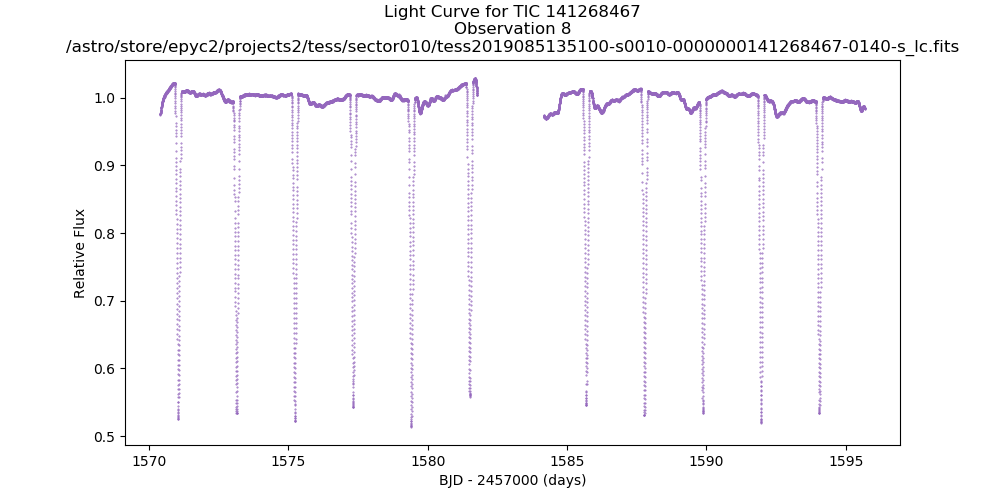 Light Curve for TIC 141268467
Observation 8
/astro/store/epyc2/projects2/tess/sector010/tess2019085135100-s0010-0000000141268467-0140-s_lc.fits
1.0
0.9
0.8
0.7
0.6
0.5
Relative Flux
1570 1575 1580 1585 1590 1595
BJD - 2457000 (days)